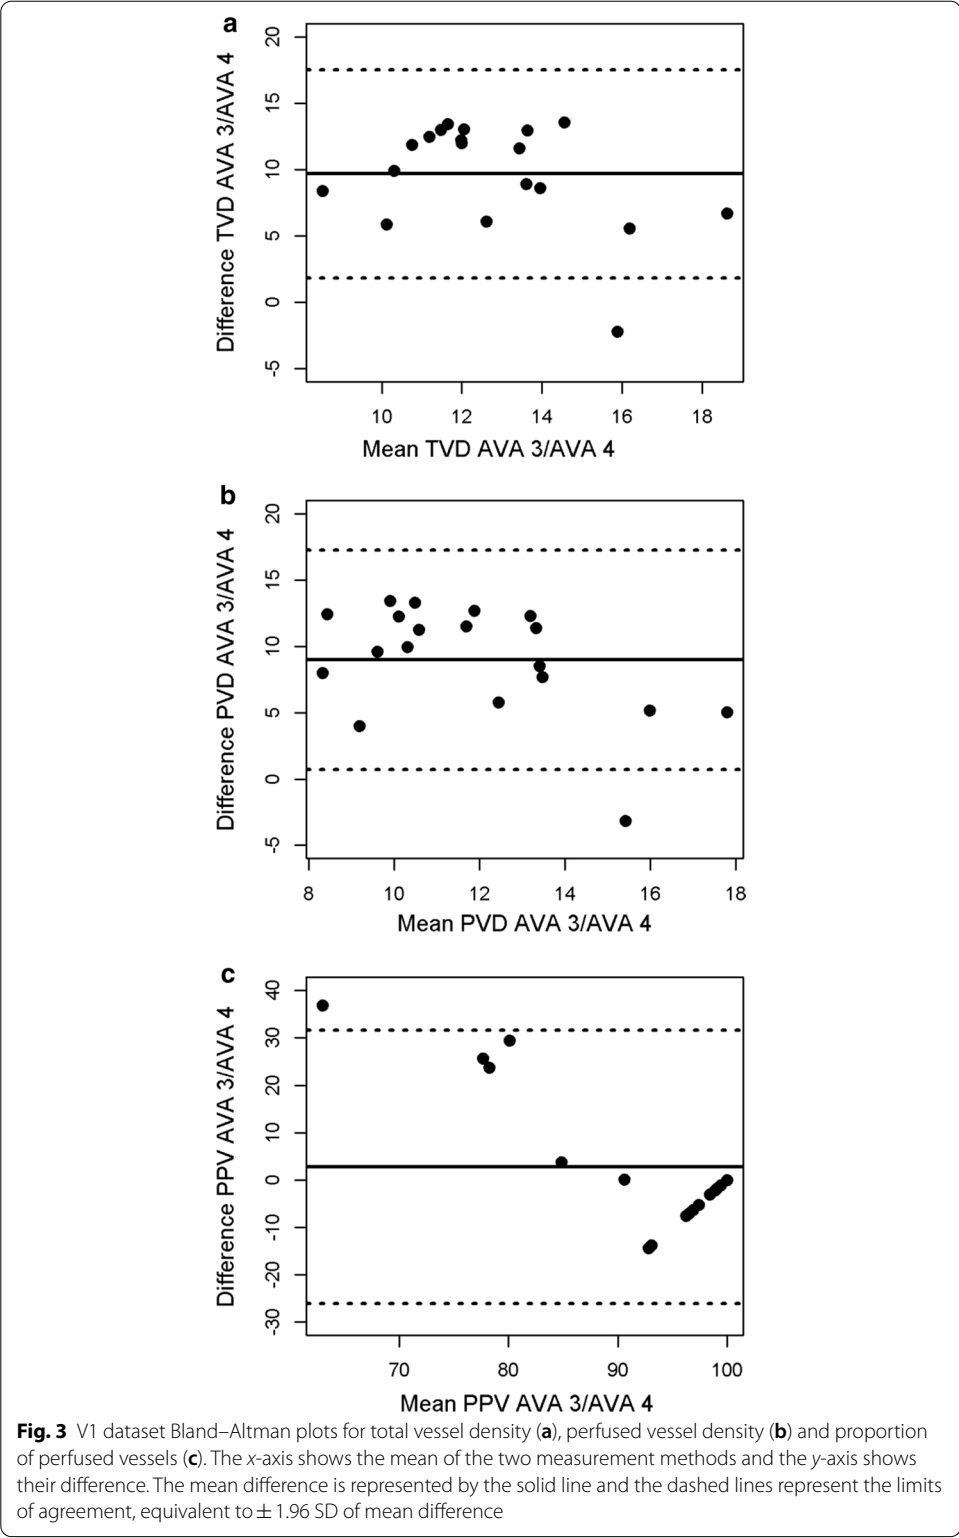 a
20
15
10
5
0
-5
Difference TVD AVA 3/AVA 4
10 12 14 16 18
Mean TVD AVA 3/AVA 4
b
20
15
10
5
0
-5
Difference PVD AVA 3/AVA 4
8 10 12 14 16 18
Mean PVD AVA 3/AVA 4
c
40
30
20
10
0
-10
-20
-30
Difference PPV AVA 3/AVA 4
70 80 90 100
Mean PPV AVA 3/AVA 4
Fig. 3 V1 dataset Bland–Altman plots for total vessel density (a), perfused vessel density (b) and proportion
of perfused vessels (c). The x-axis shows the mean of the two measurement methods and the y-axis shows
their difference. The mean difference is represented by the solid line and the dashed lines represent the limits
of agreement, equivalent to ± 1.96 SD of mean difference